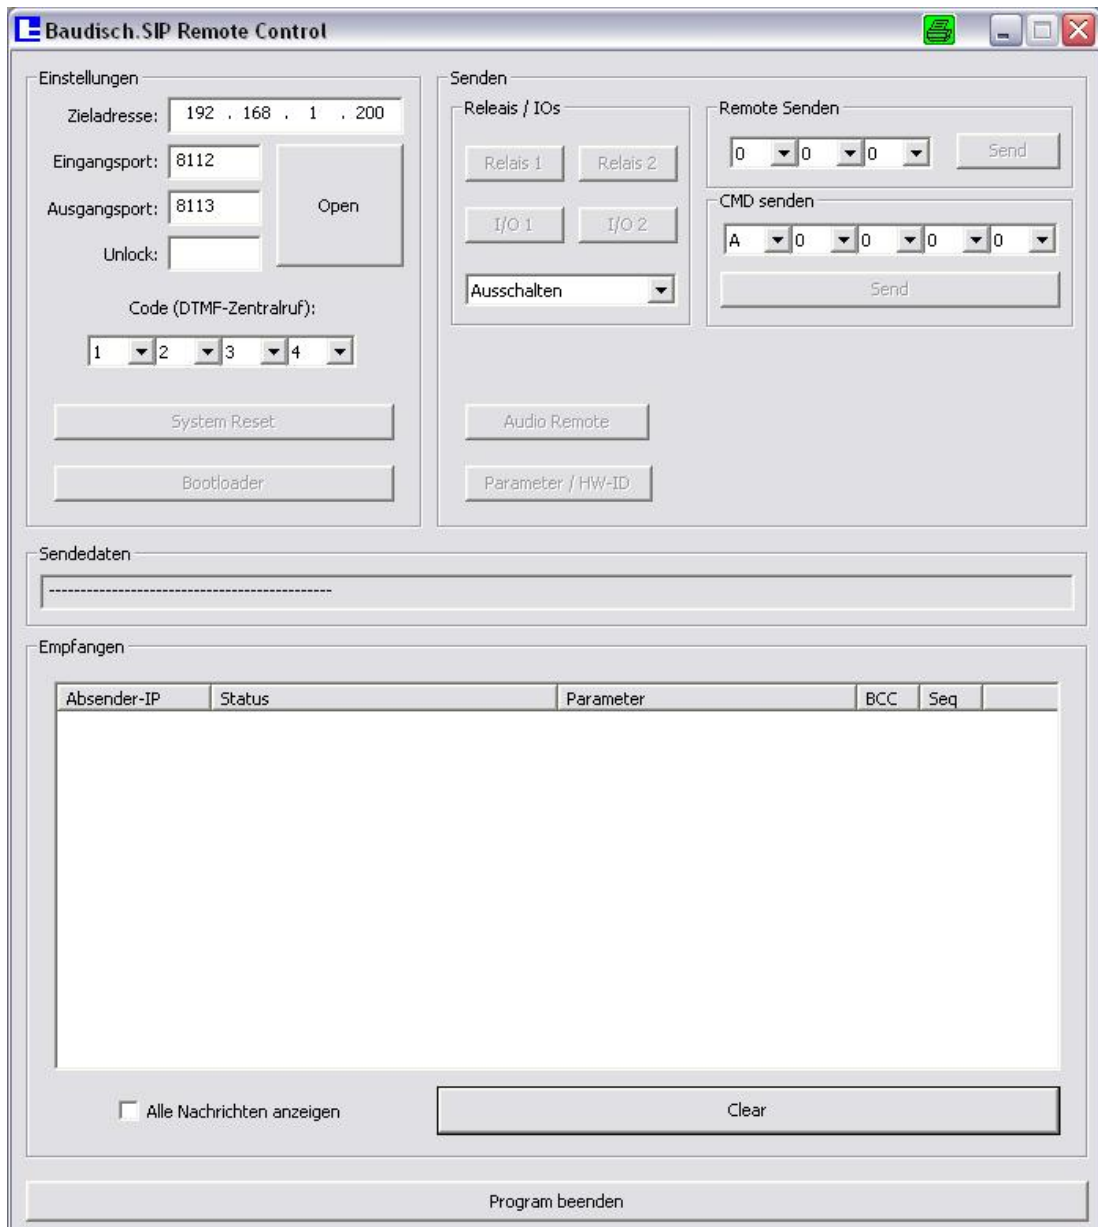 Baudisch.SIP Remote Control
Einstellungen
Zieladresse: 192 . 168 . 1 . 200
Eingangsport: 8112
Ausgangsport: 8113
Open
Unlock:
Code (DTMF-Zentralruf):
1 2 3 4
System Reset
Bootloader
Senden
Releais / IOs
Relais 1 Relais 2
I/O 1 I/O 2
Ausschalten
Remote Senden
0 0 0 Send
CMD senden
A 0 0 0 0
Send
Audio Remote
Parameter / HW-ID
Sendedaten
---------------------------------------------
Empfangen
Absender-IP Status Parameter BCC Seq
Alle Nachrichten anzeigen
Clear
Program beenden